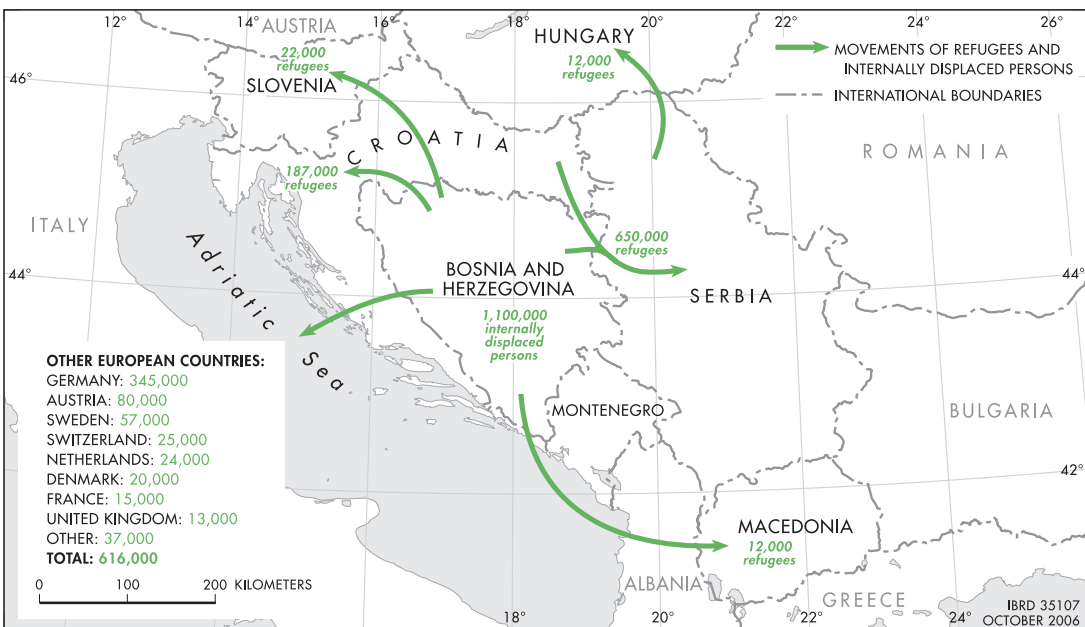 12°
14°
16°
18°
20°
22°
24°
26°
AUSTRIA
22,000
refugees
SLOVENIA
46°
HUNGARY
12,000
refugees
MOVEMENTS OF REFUGEES AND
INTERNALLY DISPLACED PERSONS
INTERNATIONAL BOUNDARIES
46°
CROATIA
ROMANIA
187,000
refugees
ITALY
Adriatic
Sea
650,000
refugees
44°
BOSNIA AND
HERZEGOVINA
1,100,000
internally
displaced
persons
SERBIA
44°
OTHER EUROPEAN COUNTRIES:
GERMANY: 345,000
AUSTRIA: 80,000
SWEDEN: 57,000
SWITZERLAND: 25,000
NETHERLANDS: 24,000
DENMARK: 20,000
FRANCE: 15,000
UNITED KINGDOM: 13,000
OTHER: 37,000
TOTAL: 616,000
MONTENEGRO
BULGARIA
42°
MACEDONIA
12,000
refugees
ALBANIA
GREECE
0 100 200 KILOMETERS
18°
20°
22°
24°
IBRD 35107
OCTOBER 2006